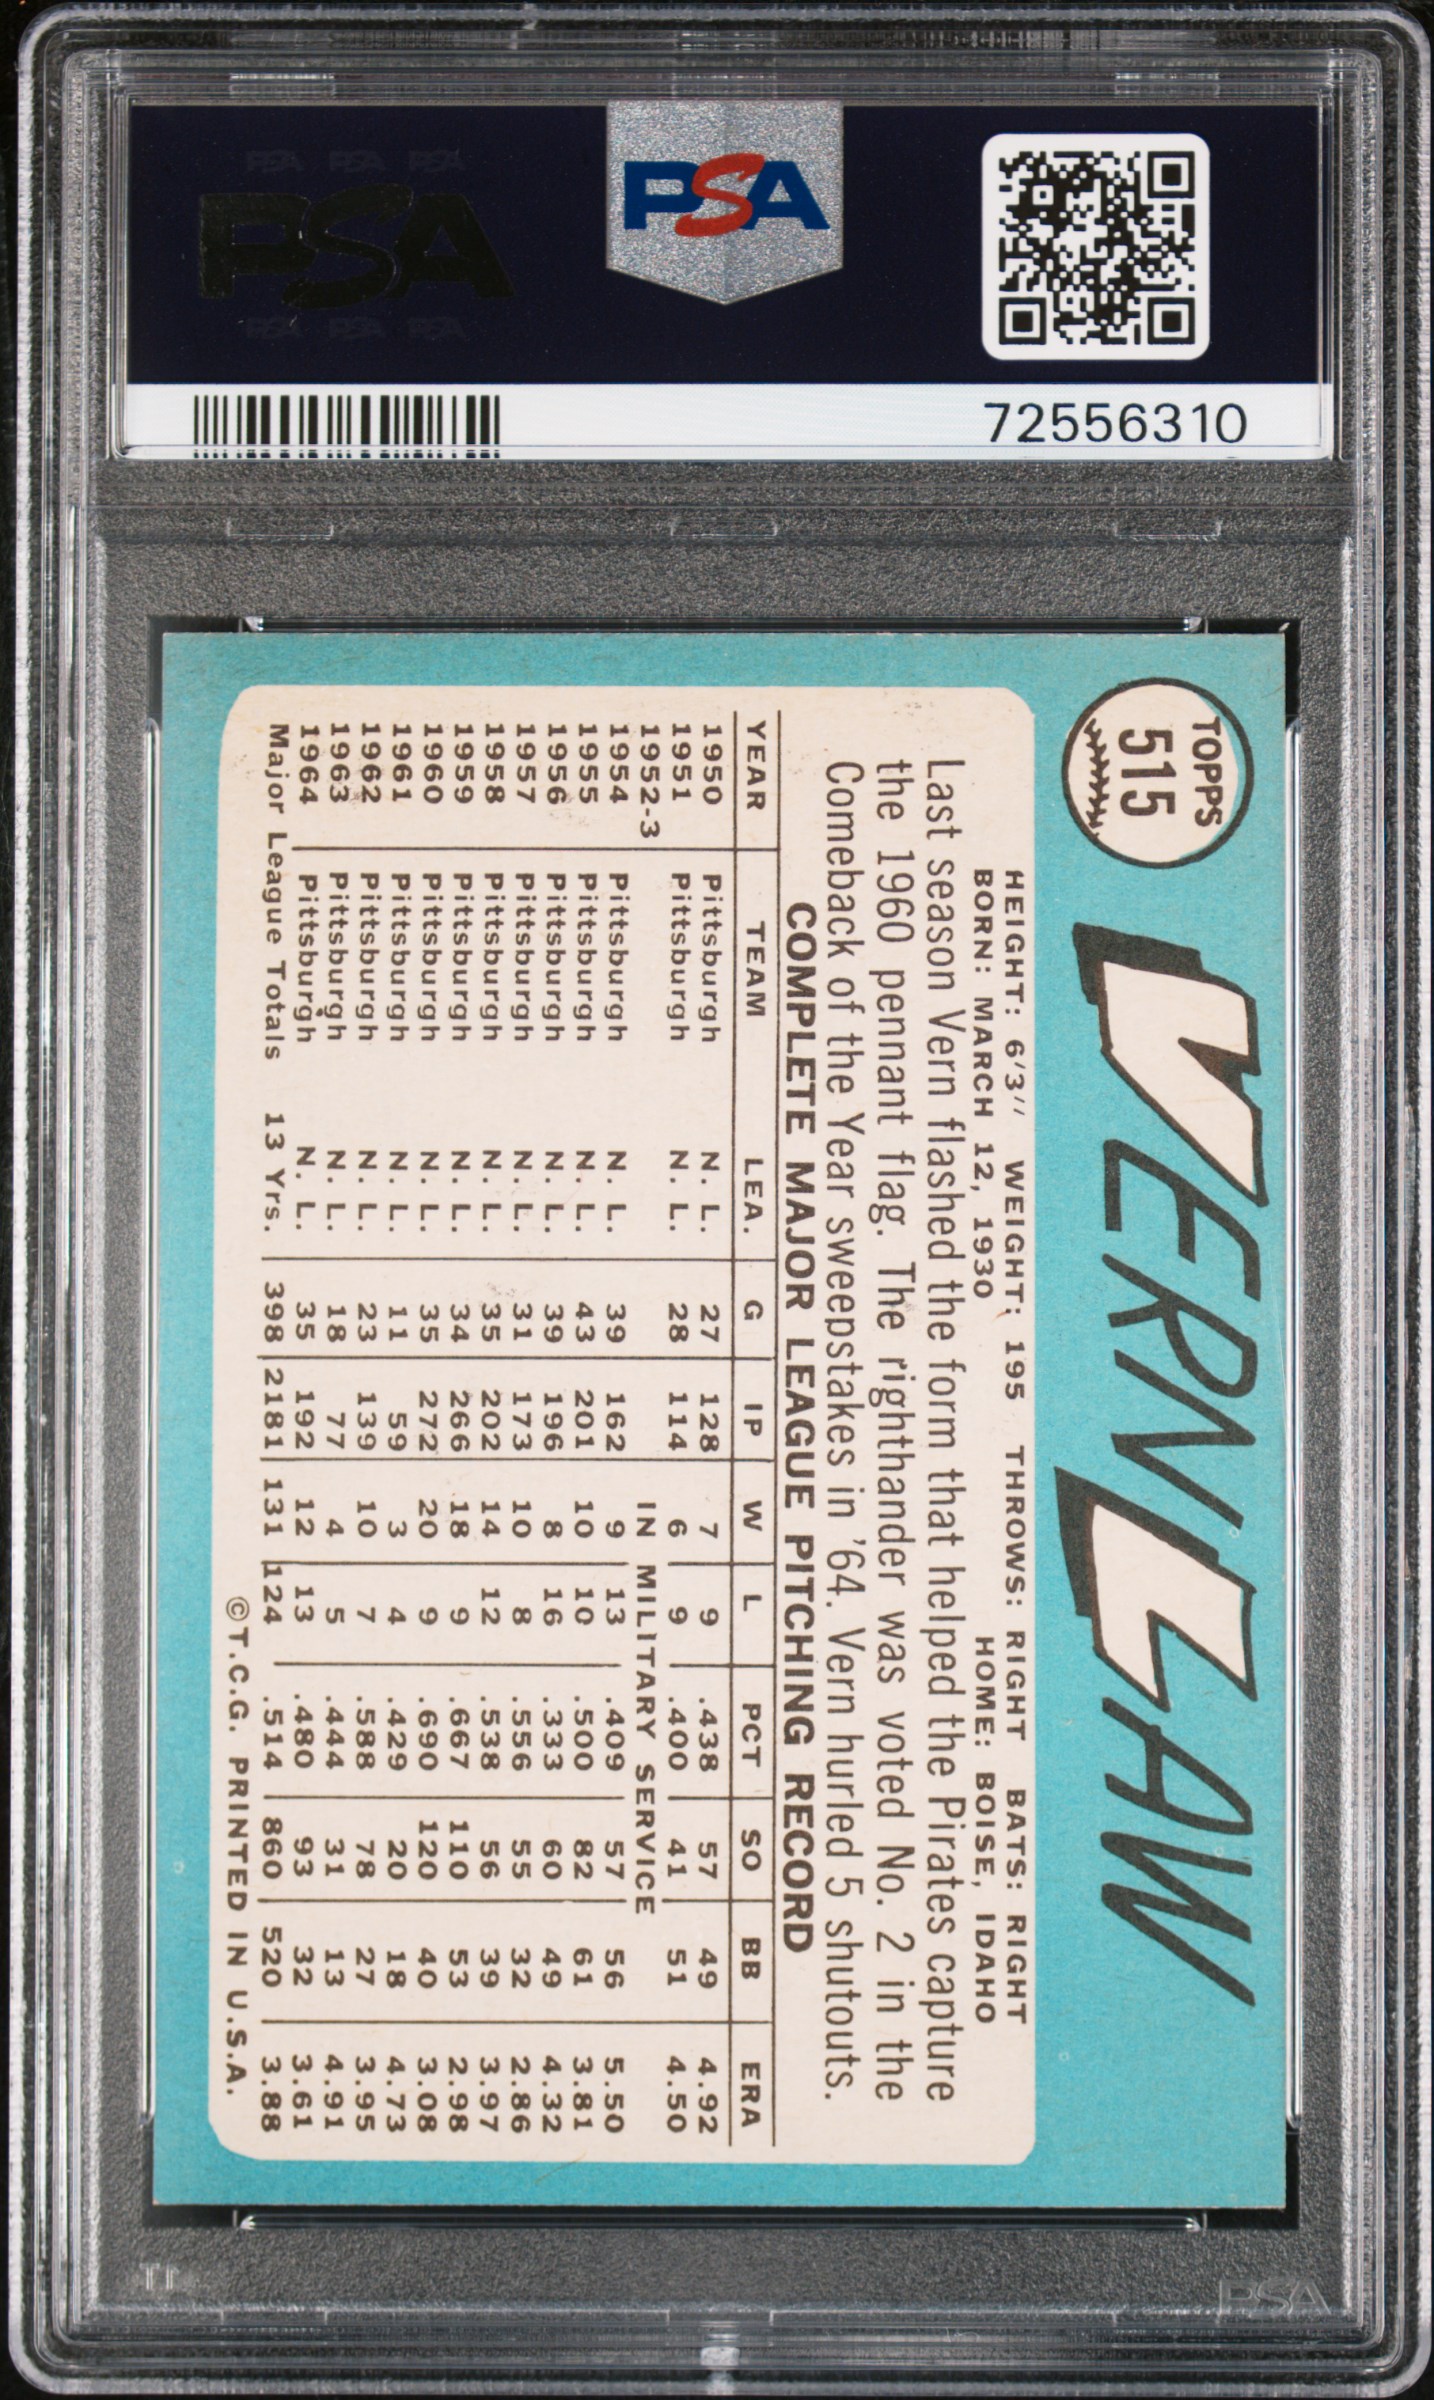 PSA PSA PSA
PSA
PSA PSA PSA
PSA
72556310
TOPPS
515
VERN LAW
HEIGHT: 6'3" WEIGHT: 195 THROWS: RIGHT BATS: RIGHT
BORN: MARCH 12, 1930 HOME: BOISE, IDAHO
Last season Vern flashed the form that helped the Pirates capture
the 1960 pennant flag. The righthander was voted No. 2 in the
Comeback of the Year sweepstakes in '64. Vern hurled 5 shutouts.
COMPLETE MAJOR LEAGUE PITCHING RECORD
YEAR TEAM LEA. G IP W L PCT SO BB ERA
1950 Pittsburgh N. L. 27 128 7 9 .438 57 49 4.92
1951 Pittsburgh N. L. 28 114 6 9 .400 41 51 4.50
1952-3 IN MILITARY SERVICE
1954 Pittsburgh N. L. 39 162 9 13 .409 57 56 5.50
1955 Pittsburgh N. L. 43 201 10 10 .500 82 61 3.81
1956 Pittsburgh N. L. 39 196 8 16 .333 60 49 4.32
1957 Pittsburgh N. L. 31 173 10 8 .556 55 32 2.86
1958 Pittsburgh N. L. 35 202 14 12 .538 56 39 3.97
1959 Pittsburgh N. L. 34 266 18 9 .667 110 53 2.98
1960 Pittsburgh N. L. 35 272 20 9 .690 120 40 3.08
1961 Pittsburgh N. L. 11 59 3 4 .429 20 18 4.73
1962 Pittsburgh N. L. 23 139 10 7 .588 78 27 3.95
1963 Pittsburgh N. L. 18 77 4 5 .444 31 13 4.91
1964 Pittsburgh N. L. 35 192 12 13 .480 93 32 3.61
Major League Totals 13 Yrs. 398 2181 131 124 .514 860 520 3.88
©T.C.G. PRINTED IN U.S.A.
PSA